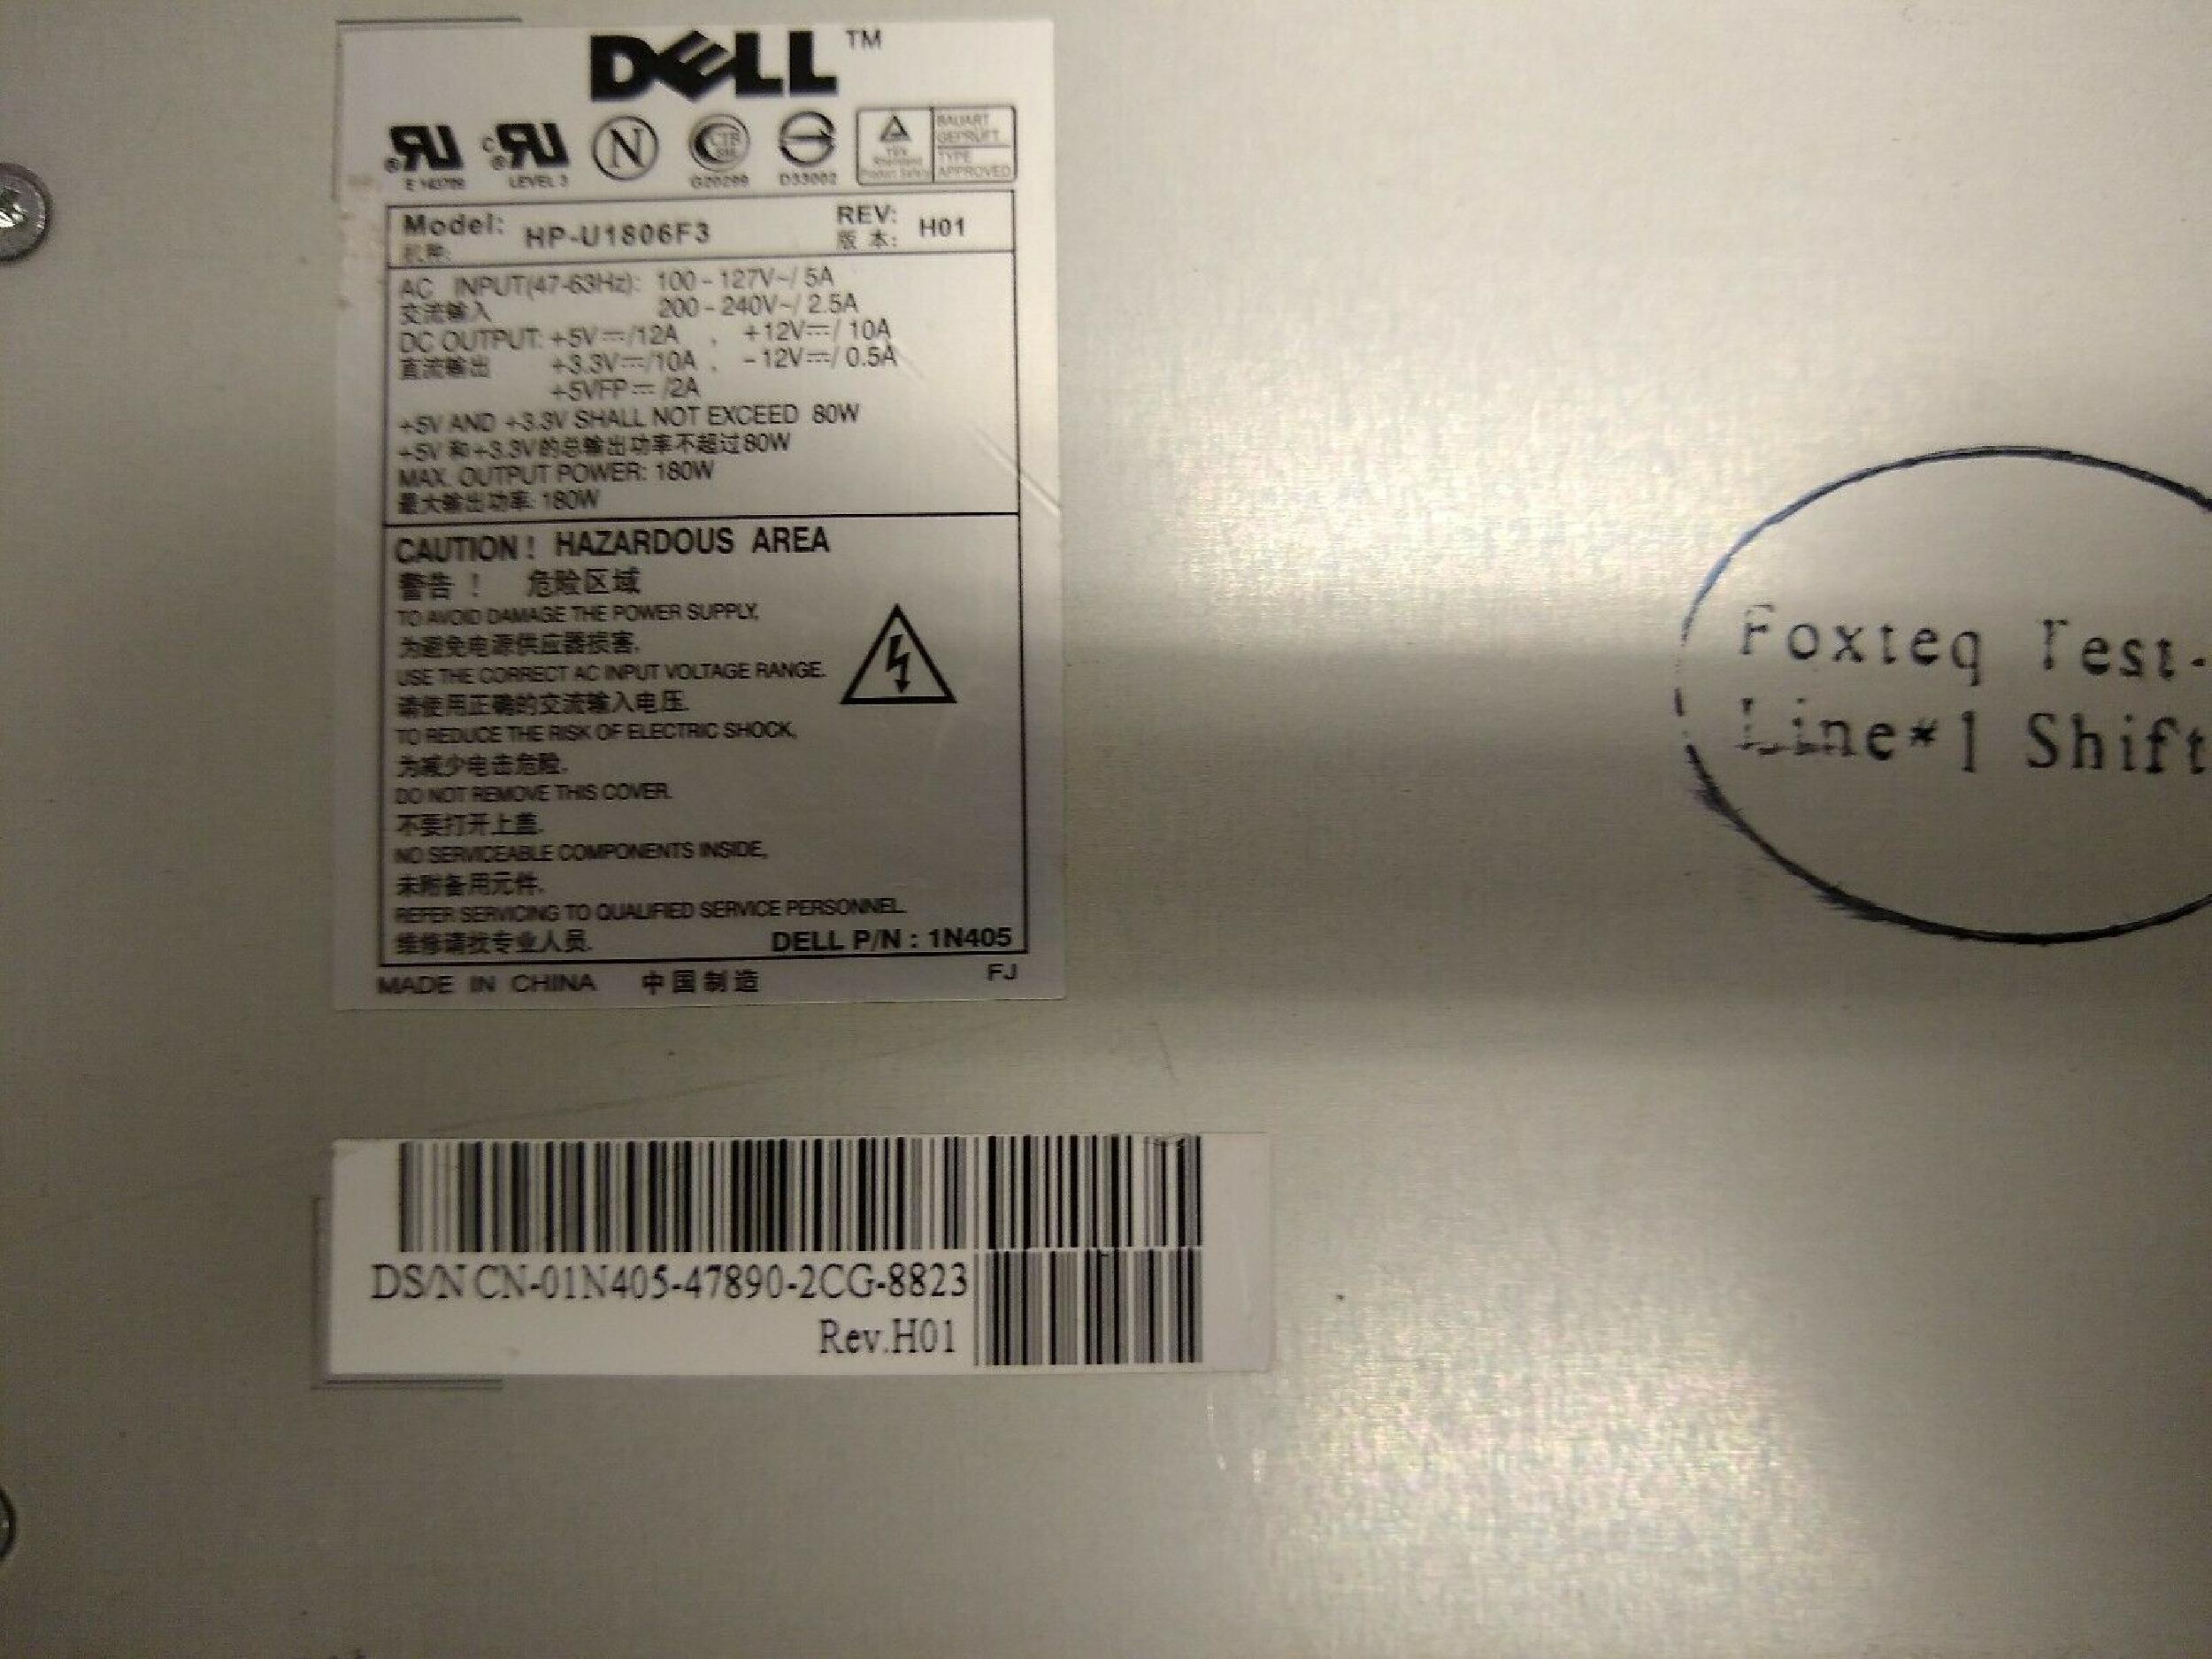 DELL™
E 143709 LEVEL 3 N G20299 D33002
BAUART
GEPRÜFT
TYPE
APPROVED
Product Safety
Model: HP-U1806F3 REV: H01
机种: 版本:
AC INPUT(47-63Hz): 100-127V~/ 5A
交流输入 200-240V~/ 2.5A
DC OUTPUT: +5V⎓/12A , +12V⎓/ 10A
直流输出 +3.3V⎓/10A , -12V⎓/ 0.5A
+5VFP⎓ /2A
+5V AND +3.3V SHALL NOT EXCEED 80W
+5V 和+3.3V的总输出功率不超过80W
MAX. OUTPUT POWER: 180W
最大输出功率: 180W
CAUTION ! HAZARDOUS AREA
警告 ! 危险区域
TO AVOID DAMAGE THE POWER SUPPLY,
为避免电源供应器损害,
USE THE CORRECT AC INPUT VOLTAGE RANGE.
请使用正确的交流输入电压.
TO REDUCE THE RISK OF ELECTRIC SHOCK,
为减少电击危险,
DO NOT REMOVE THIS COVER.
不要打开上盖.
NO SERVICEABLE COMPONENTS INSIDE,
未附备用元件,
REFER SERVICING TO QUALIFIED SERVICE PERSONNEL.
维修请找专业人员. DELL P/N : 1N405
MADE IN CHINA 中国制造 FJ
Foxteq Test-
Line*1 Shift
DS/N CN-01N405-47890-2CG-8823
Rev.H01